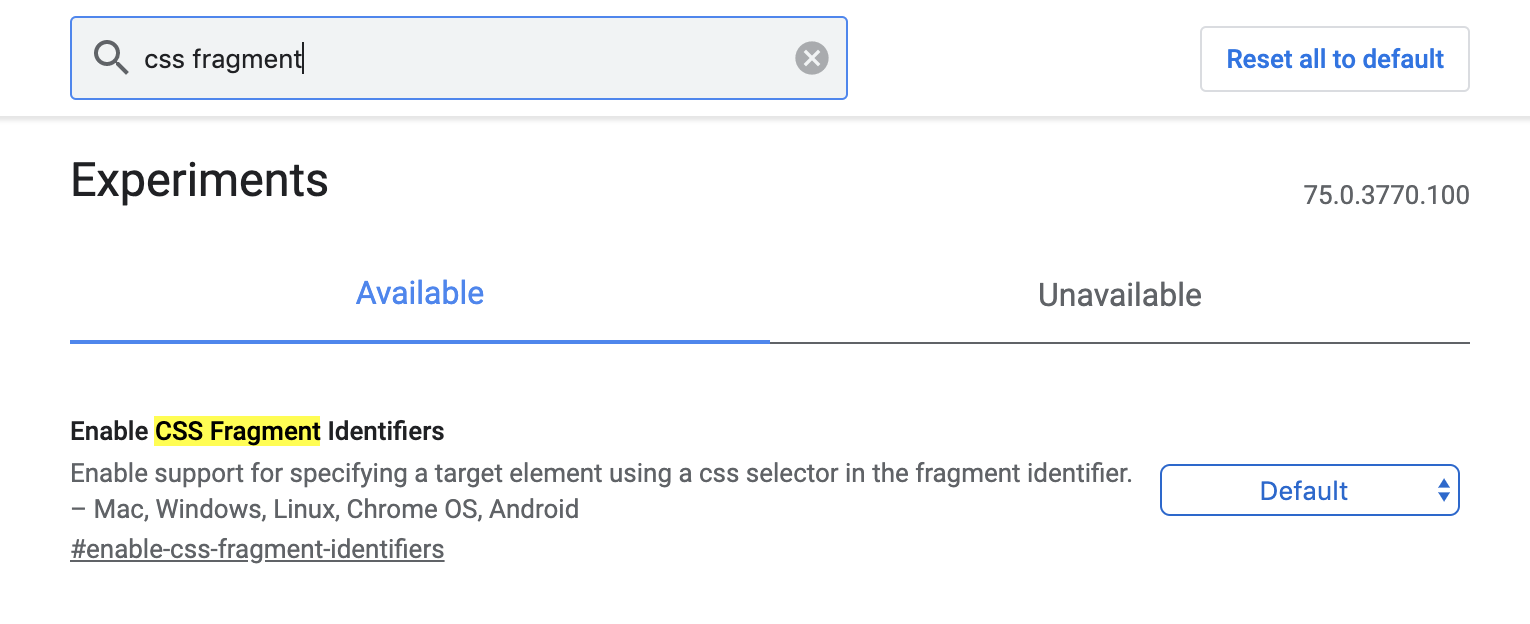 css fragment
Reset all to default
Experiments
75.0.3770.100
Available
Unavailable
Enable CSS Fragment Identifiers
Enable support for specifying a target element using a css selector in the fragment identifier.
– Mac, Windows, Linux, Chrome OS, Android
#enable-css-fragment-identifiers
Default